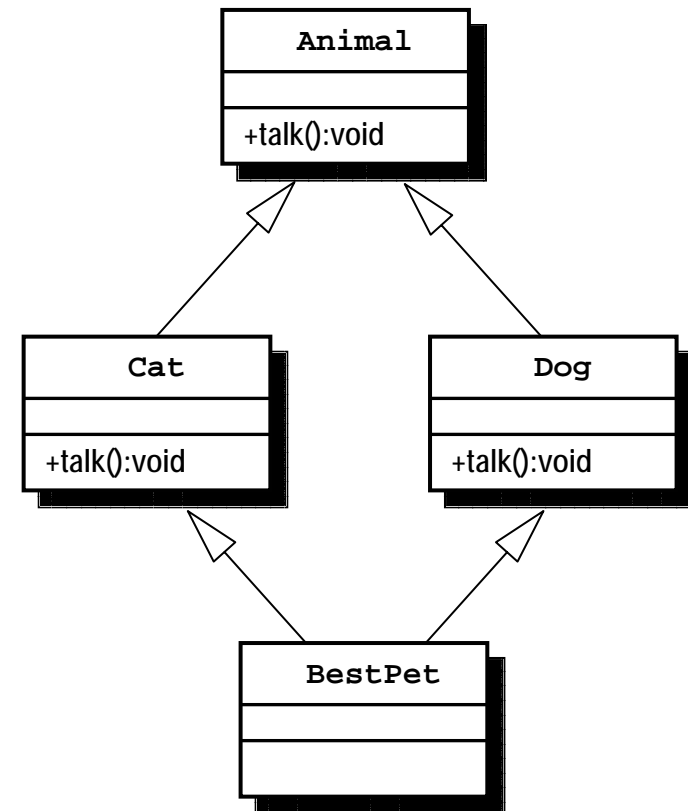 Animal
+talk():void
Cat
+talk():void
Dog
+talk():void
BestPet